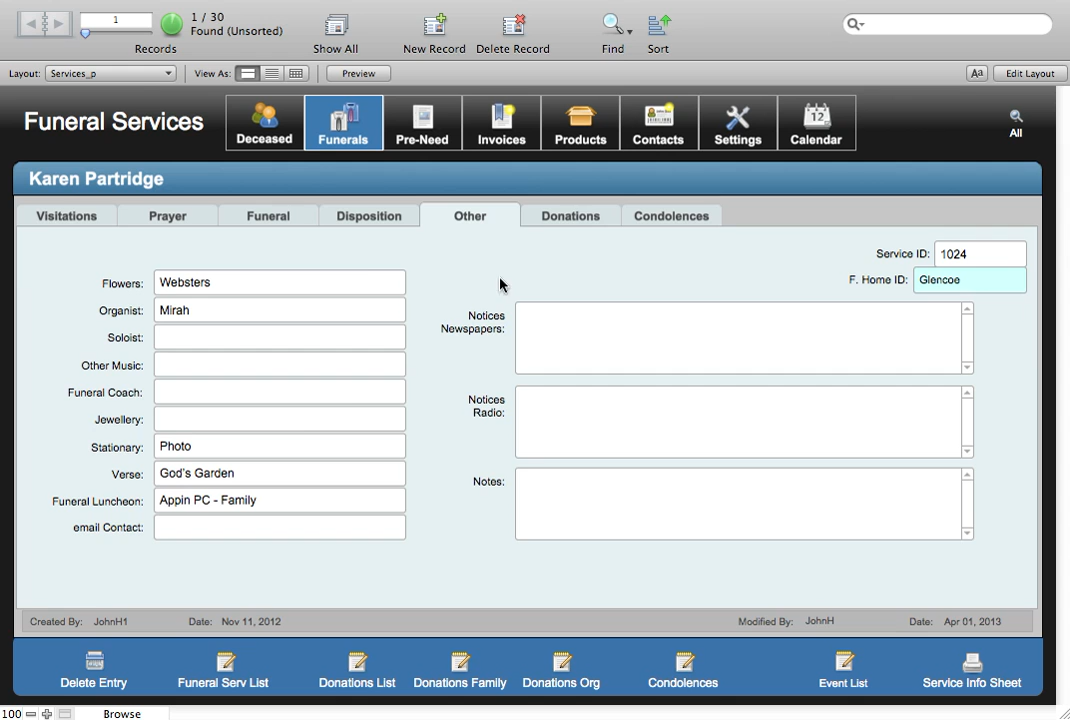 1
1 / 30
Found (Unsorted)
Records
Show All
New Record
Delete Record
Find
Sort
Layout:
Services_p
View As:
Preview
Aa
Edit Layout
Funeral Services
Deceased
Funerals
Pre-Need
Invoices
Products
Contacts
Settings
12
Calendar
All
Karen Partridge
Visitations
Prayer
Funeral
Disposition
Other
Donations
Condolences
Service ID:
1024
F. Home ID:
Glencoe
Flowers:
Websters
Organist:
Mirah
Soloist:
Other Music:
Funeral Coach:
Jewellery:
Stationary:
Photo
Verse:
God's Garden
Funeral Luncheon:
Appin PC - Family
email Contact:
Notices
Newspapers:
Notices
Radio:
Notes:
Created By: JohnH1
Date: Nov 11, 2012
Modified By: JohnH
Date: Apr 01, 2013
Delete Entry
Funeral Serv List
Donations List
Donations Family
Donations Org
Condolences
Event List
Service Info Sheet
100
Browse